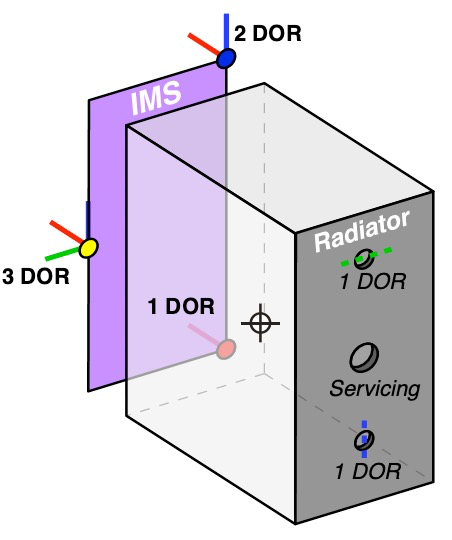 2 DOR
IMS
Radiator
3 DOR
1 DOR
1 DOR
Servicing
1 DOR